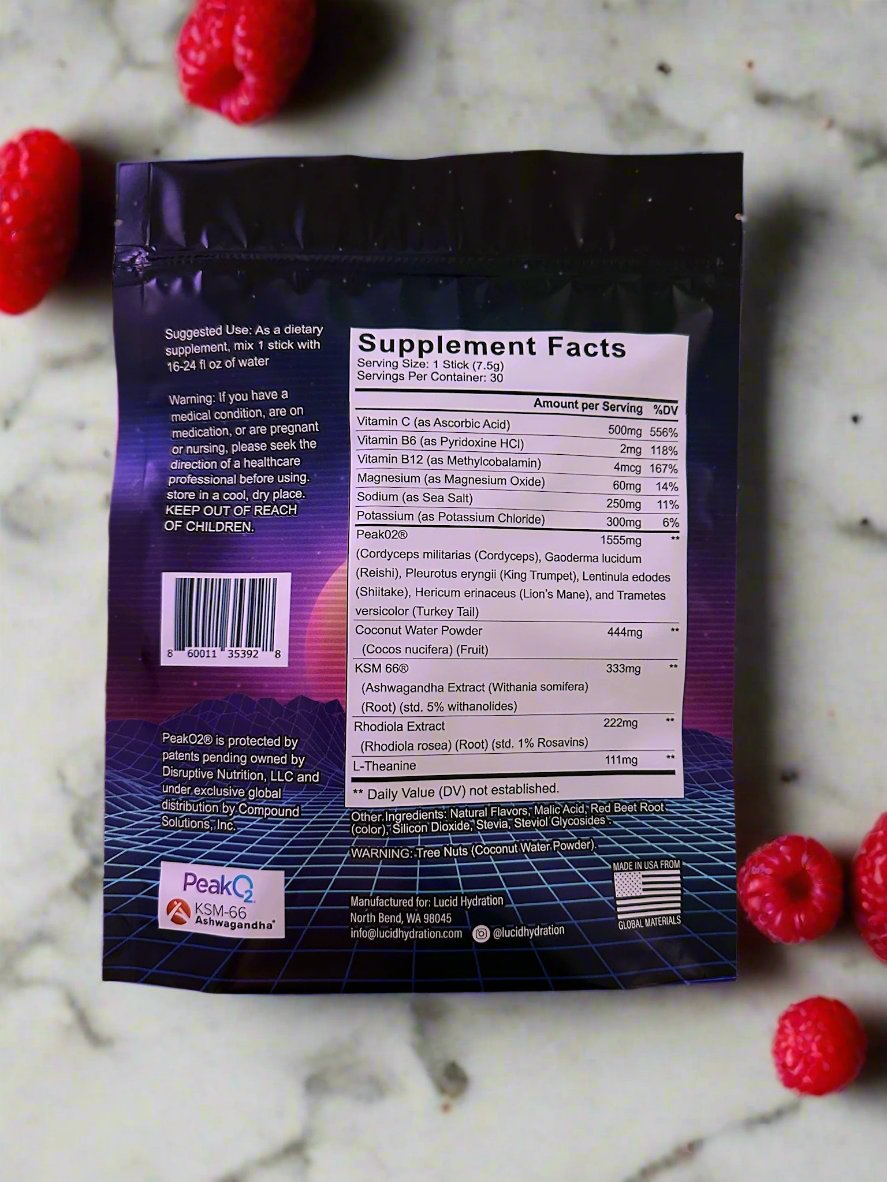 Suggested Use: As a dietary
supplement, mix 1 stick with
16-24 fl oz of water
Warning: If you have a
medical condition, are on
medication, or are pregnant
or nursing, please seek the
direction of a healthcare
professional before using.
store in a cool, dry place.
KEEP OUT OF REACH
OF CHILDREN.
8 60011 35392 8
PeakO2® is protected by
patents pending owned by
Disruptive Nutrition, LLC and
under exclusive global
distribution by Compound
Solutions, Inc.
PeakO2
KSM-66
Ashwagandha®
Supplement Facts
Serving Size: 1 Stick (7.5g)
Servings Per Container: 30
Amount per Serving %DV
Vitamin C (as Ascorbic Acid) 500mg 556%
Vitamin B6 (as Pyridoxine HCl) 2mg 118%
Vitamin B12 (as Methylcobalamin) 4mcg 167%
Magnesium (as Magnesium Oxide) 60mg 14%
Sodium (as Sea Salt) 250mg 11%
Potassium (as Potassium Chloride) 300mg 6%
Peak02® 1555mg **
(Cordyceps militarias (Cordyceps), Gaoderma lucidum
(Reishi), Pleurotus eryngii (King Trumpet), Lentinula edodes
(Shiitake), Hericum erinaceus (Lion's Mane), and Trametes
versicolor (Turkey Tail)
Coconut Water Powder 444mg **
(Cocos nucifera) (Fruit)
KSM 66® 333mg **
(Ashwagandha Extract (Withania somifera)
(Root) (std. 5% withanolides)
Rhodiola Extract 222mg **
(Rhodiola rosea) (Root) (std. 1% Rosavins)
L-Theanine 111mg **
** Daily Value (DV) not established.
Other Ingredients: Natural Flavors, Malic Acid, Red Beet Root
(color), Silicon Dioxide, Stevia, Steviol Glycosides .
WARNING: Tree Nuts (Coconut Water Powder).
Manufactured for: Lucid Hydration
North Bend, WA 98045
info@lucidhydration.com @lucidhydration
MADE IN USA FROM
GLOBAL MATERIALS